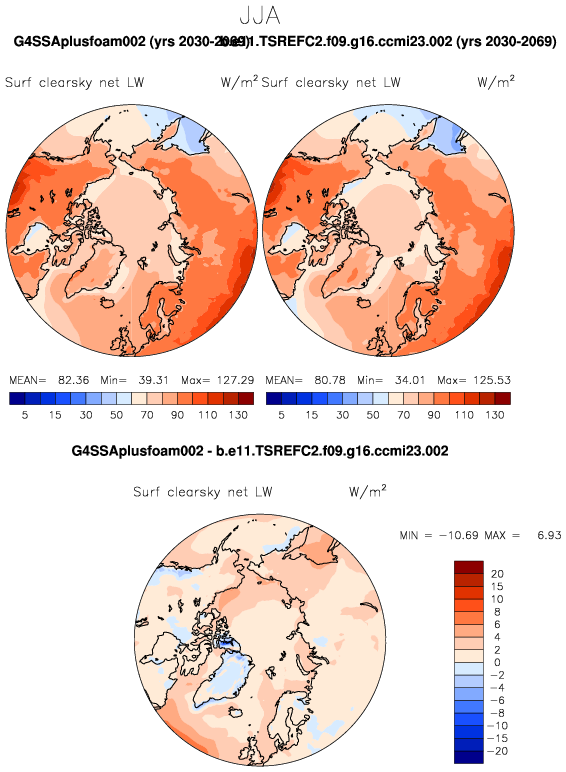 JJA
G4SSAplusfoam002 (yrs 2030-2069) b.e11.TSREFC2.f09.g16.ccmi23.002 (yrs 2030-2069)
Surf clearsky net LW W/m² Surf clearsky net LW W/m²
MEAN= 82.36 Min= 39.31 Max= 127.29 MEAN= 80.78 Min= 34.01 Max= 125.53
5 15 30 50 70 90 110 130 5 15 30 50 70 90 110 130
G4SSAplusfoam002 - b.e11.TSREFC2.f09.g16.ccmi23.002
Surf clearsky net LW W/m²
MIN = -10.69 MAX = 6.93
20
15
10
8
6
4
2
0
-2
-4
-6
-8
-10
-15
-20